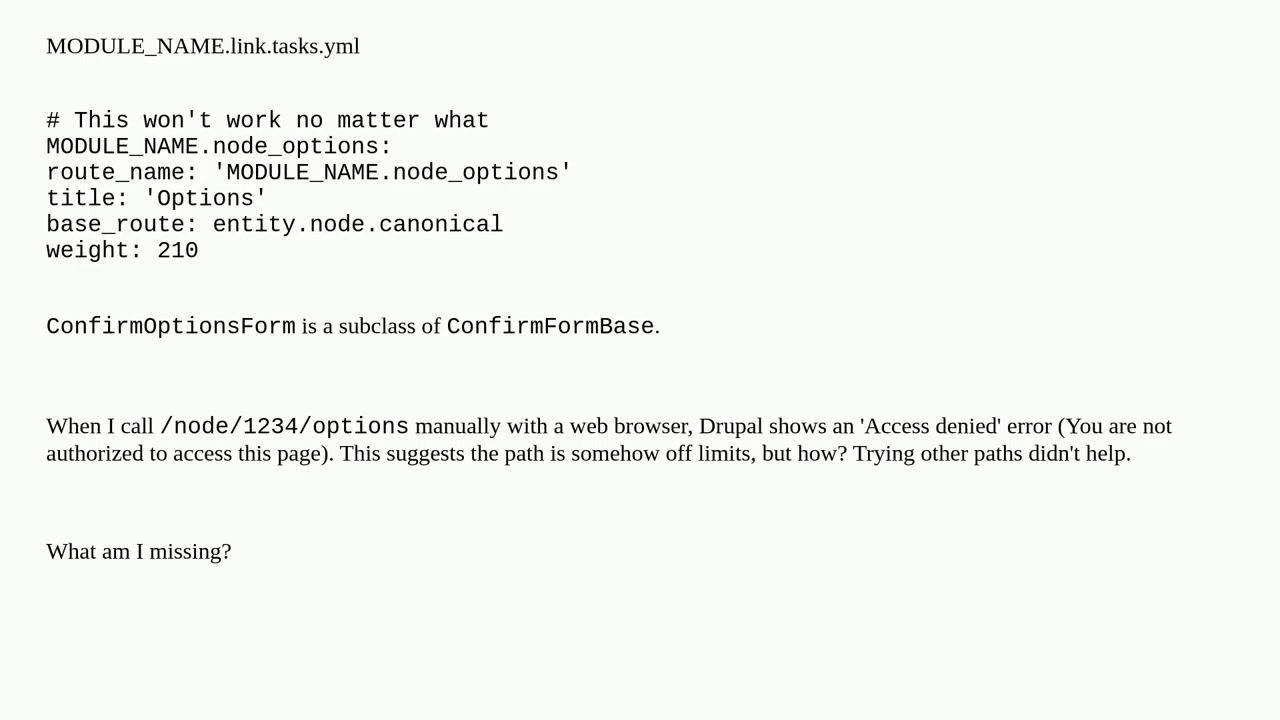 MODULE_NAME.link.tasks.yml
# This won't work no matter what
MODULE_NAME.node_options:
route_name: 'MODULE_NAME.node_options'
title: 'Options'
base_route: entity.node.canonical
weight: 210
ConfirmOptionsForm is a subclass of ConfirmFormBase.
When I call /node/1234/options manually with a web browser, Drupal shows an 'Access denied' error (You are not
authorized to access this page). This suggests the path is somehow off limits, but how? Trying other paths didn't help.
What am I missing?